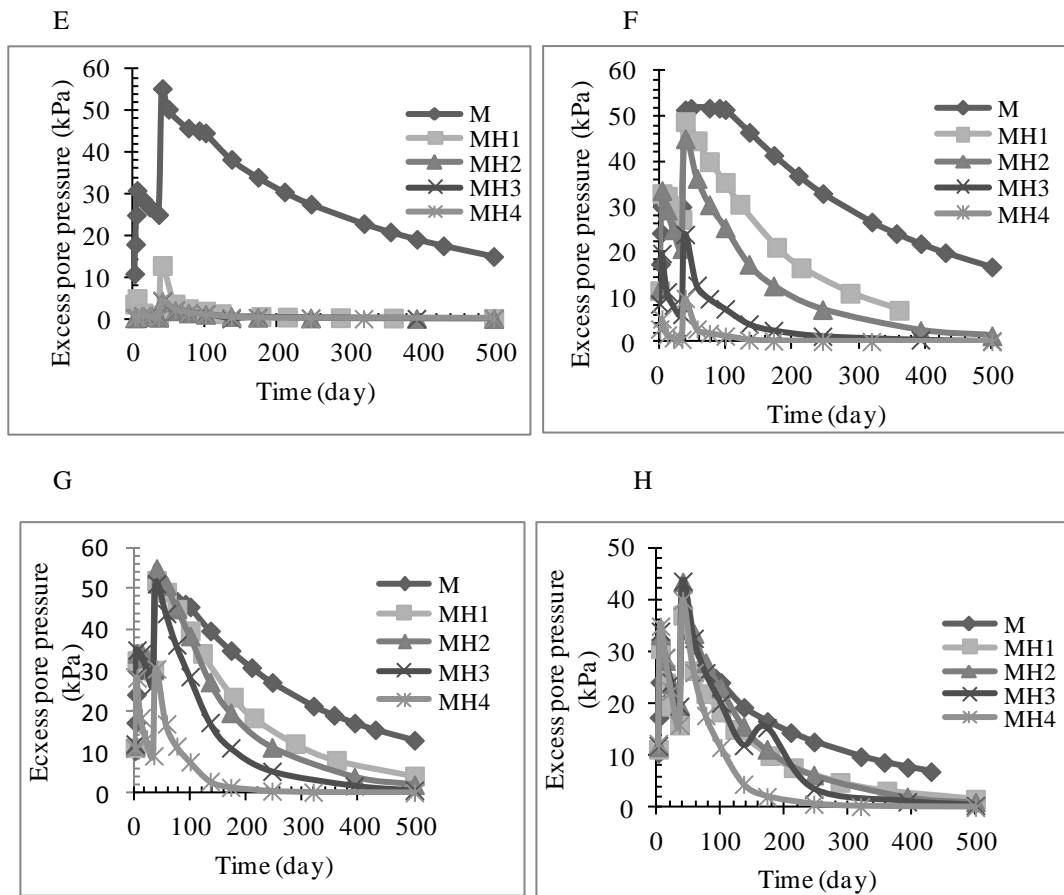 E
Excess pore pressure (kPa)
60
50
40
30
20
10
0
0 100 200 300 400 500
Time (day)
M
MH1
MH2
MH3
MH4
F
Excess pore pressure (kPa)
60
50
40
30
20
10
0
0 100 200 300 400 500
Time (day)
M
MH1
MH2
MH3
MH4
G
Ecxess pore pressure
(kPa)
60
50
40
30
20
10
0
0 100 200 300 400 500
Time (day)
M
MH1
MH2
MH3
MH4
H
Excess pore pressure
(kPa)
50
40
30
20
10
0
0 100 200 300 400 500
Time (day)
M
MH1
MH2
MH3
MH4